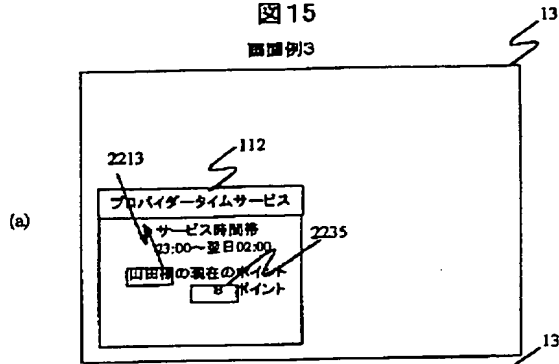 図15
画面例3
13
2213
112
プロバイダータイムサービス
(a)
サービス時間帯
23:00～翌日02:00
2235
山田様の現在のポイント
8 ポイント
13